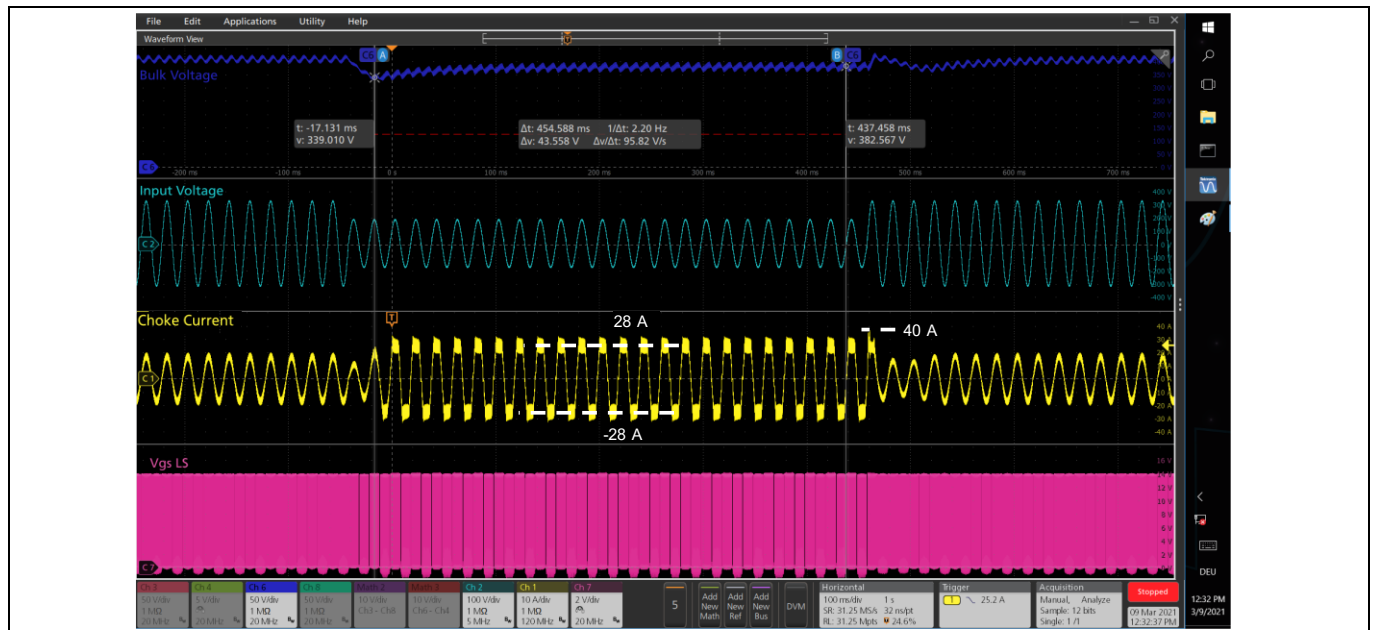 File Edit Applications Utility Help
Waveform View
C6 A B C6
Bulk Voltage
t: -17.131 ms
v: 339.010 V
Δt: 454.588 ms 1/Δt: 2.20 Hz
Δv: 43.558 V Δv/Δt: 95.82 V/s
t: 437.458 ms
v: 382.567 V
C6
-200 ms -100 ms 0 s 100 ms 200 ms 300 ms 400 ms 500 ms 600 ms 700 ms
Input Voltage
400 V
C2
-400 V
Choke Current
T
28 A
40 A
40 A
C1
-20 A
-40 A
-28 A
Vgs LS
16 V
12 V
10 V
8 V
6 V
4 V
2 V
C7
Ch 3 Ch 4 Ch 6 Ch 8 Math 2 Math 3 Ch 2 Ch 1 Ch 7
50 V/div 5 V/div 50 V/div 50 V/div 10 V/div 10 V/div 100 V/div 10 A/div 2 V/div
1 MΩ 1 MΩ 1 MΩ Ch3 - Ch8 Ch6 - Ch4 1 MΩ 1 MΩ
20 MHz 20 MHz 20 MHz 20 MHz 5 MHz 120 MHz 20 MHz
5
Add New Math
Add New Ref
Add New Bus
DVM
Horizontal
100 ms/div 1 s
SR: 31.25 MS/s 32 ns/pt
RL: 31.25 Mpts 24.6%
Trigger
1 25.2 A
Acquisition
Manual, Analyze
Sample: 12 bits
Single: 1 /1
Stopped
09 Mar 2021
12:32:37 PM
DEU
12:32 PM
3/9/2021